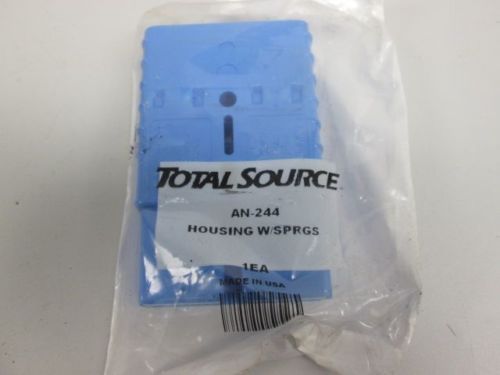 TOTAL SOURCE
AN-244
HOUSING W/SPRGS
1EA
MADE IN USA